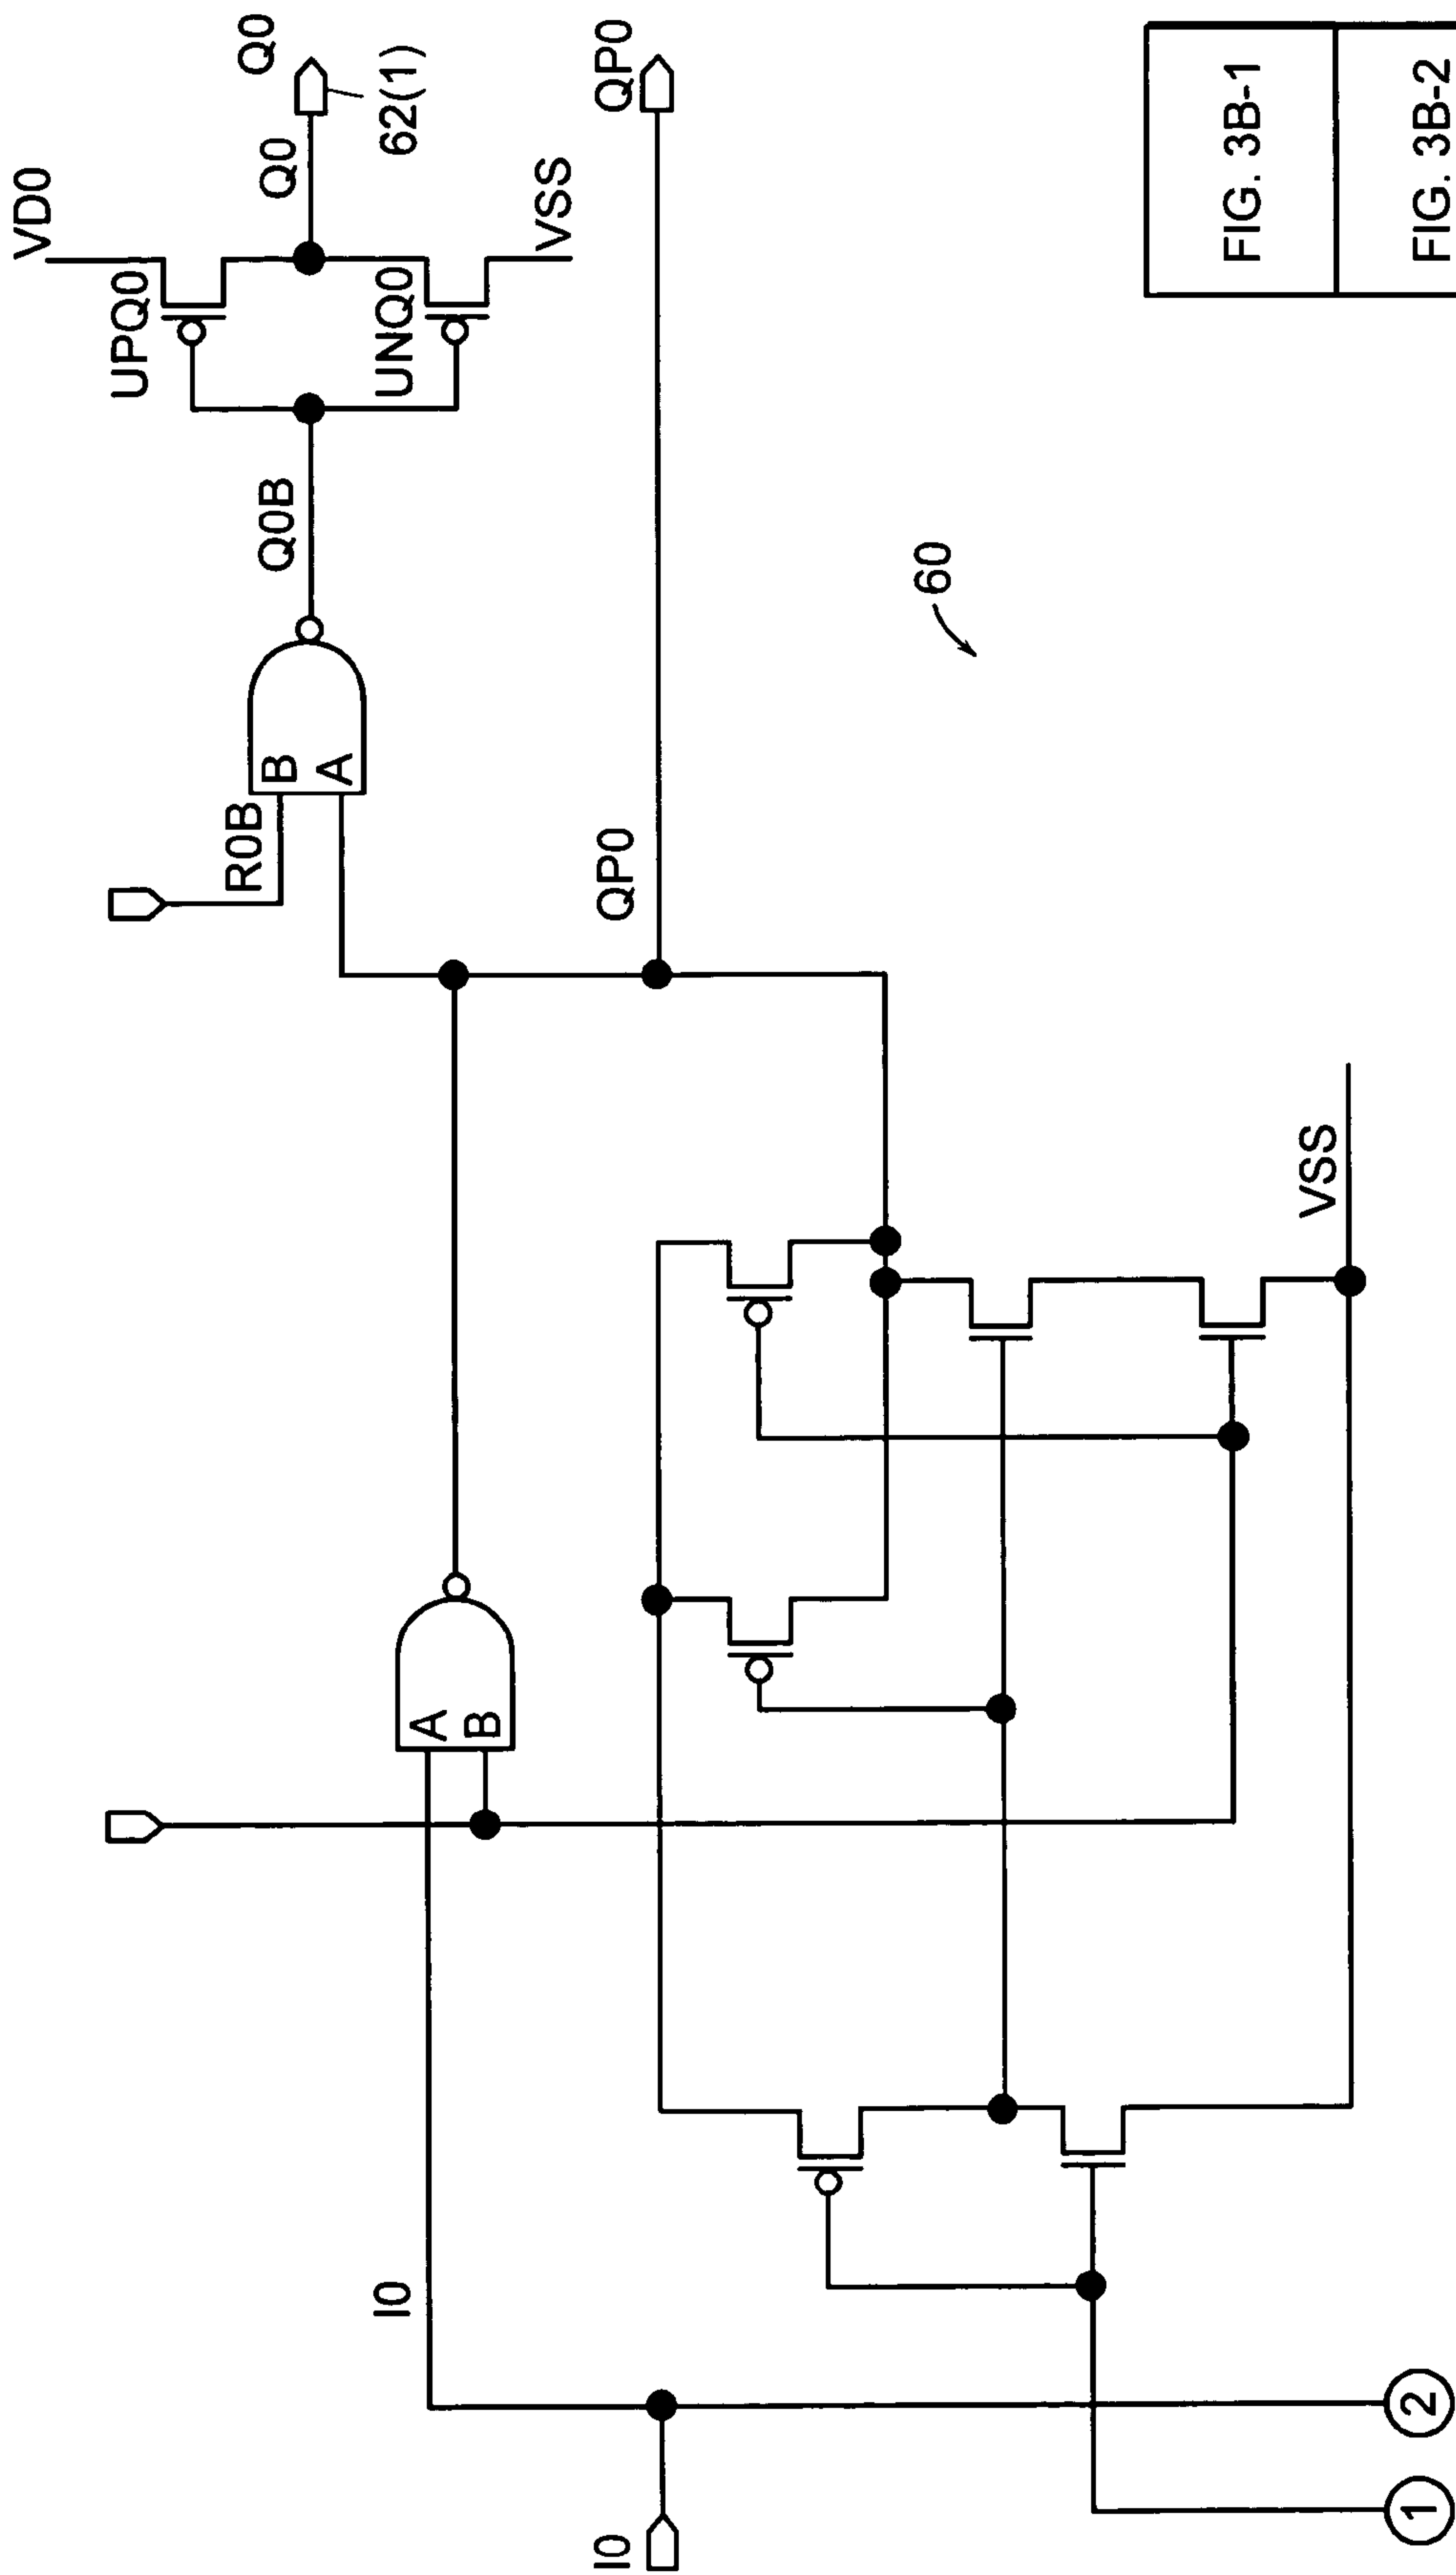 VD0
UPQ0
Q0
Q0
62(1)
UNQ0
VSS
Q0B
R0B
B
A
QP0
QP0
I0
A
B
60
I0
VSS
1
2
FIG. 3B-1
FIG. 3B-2